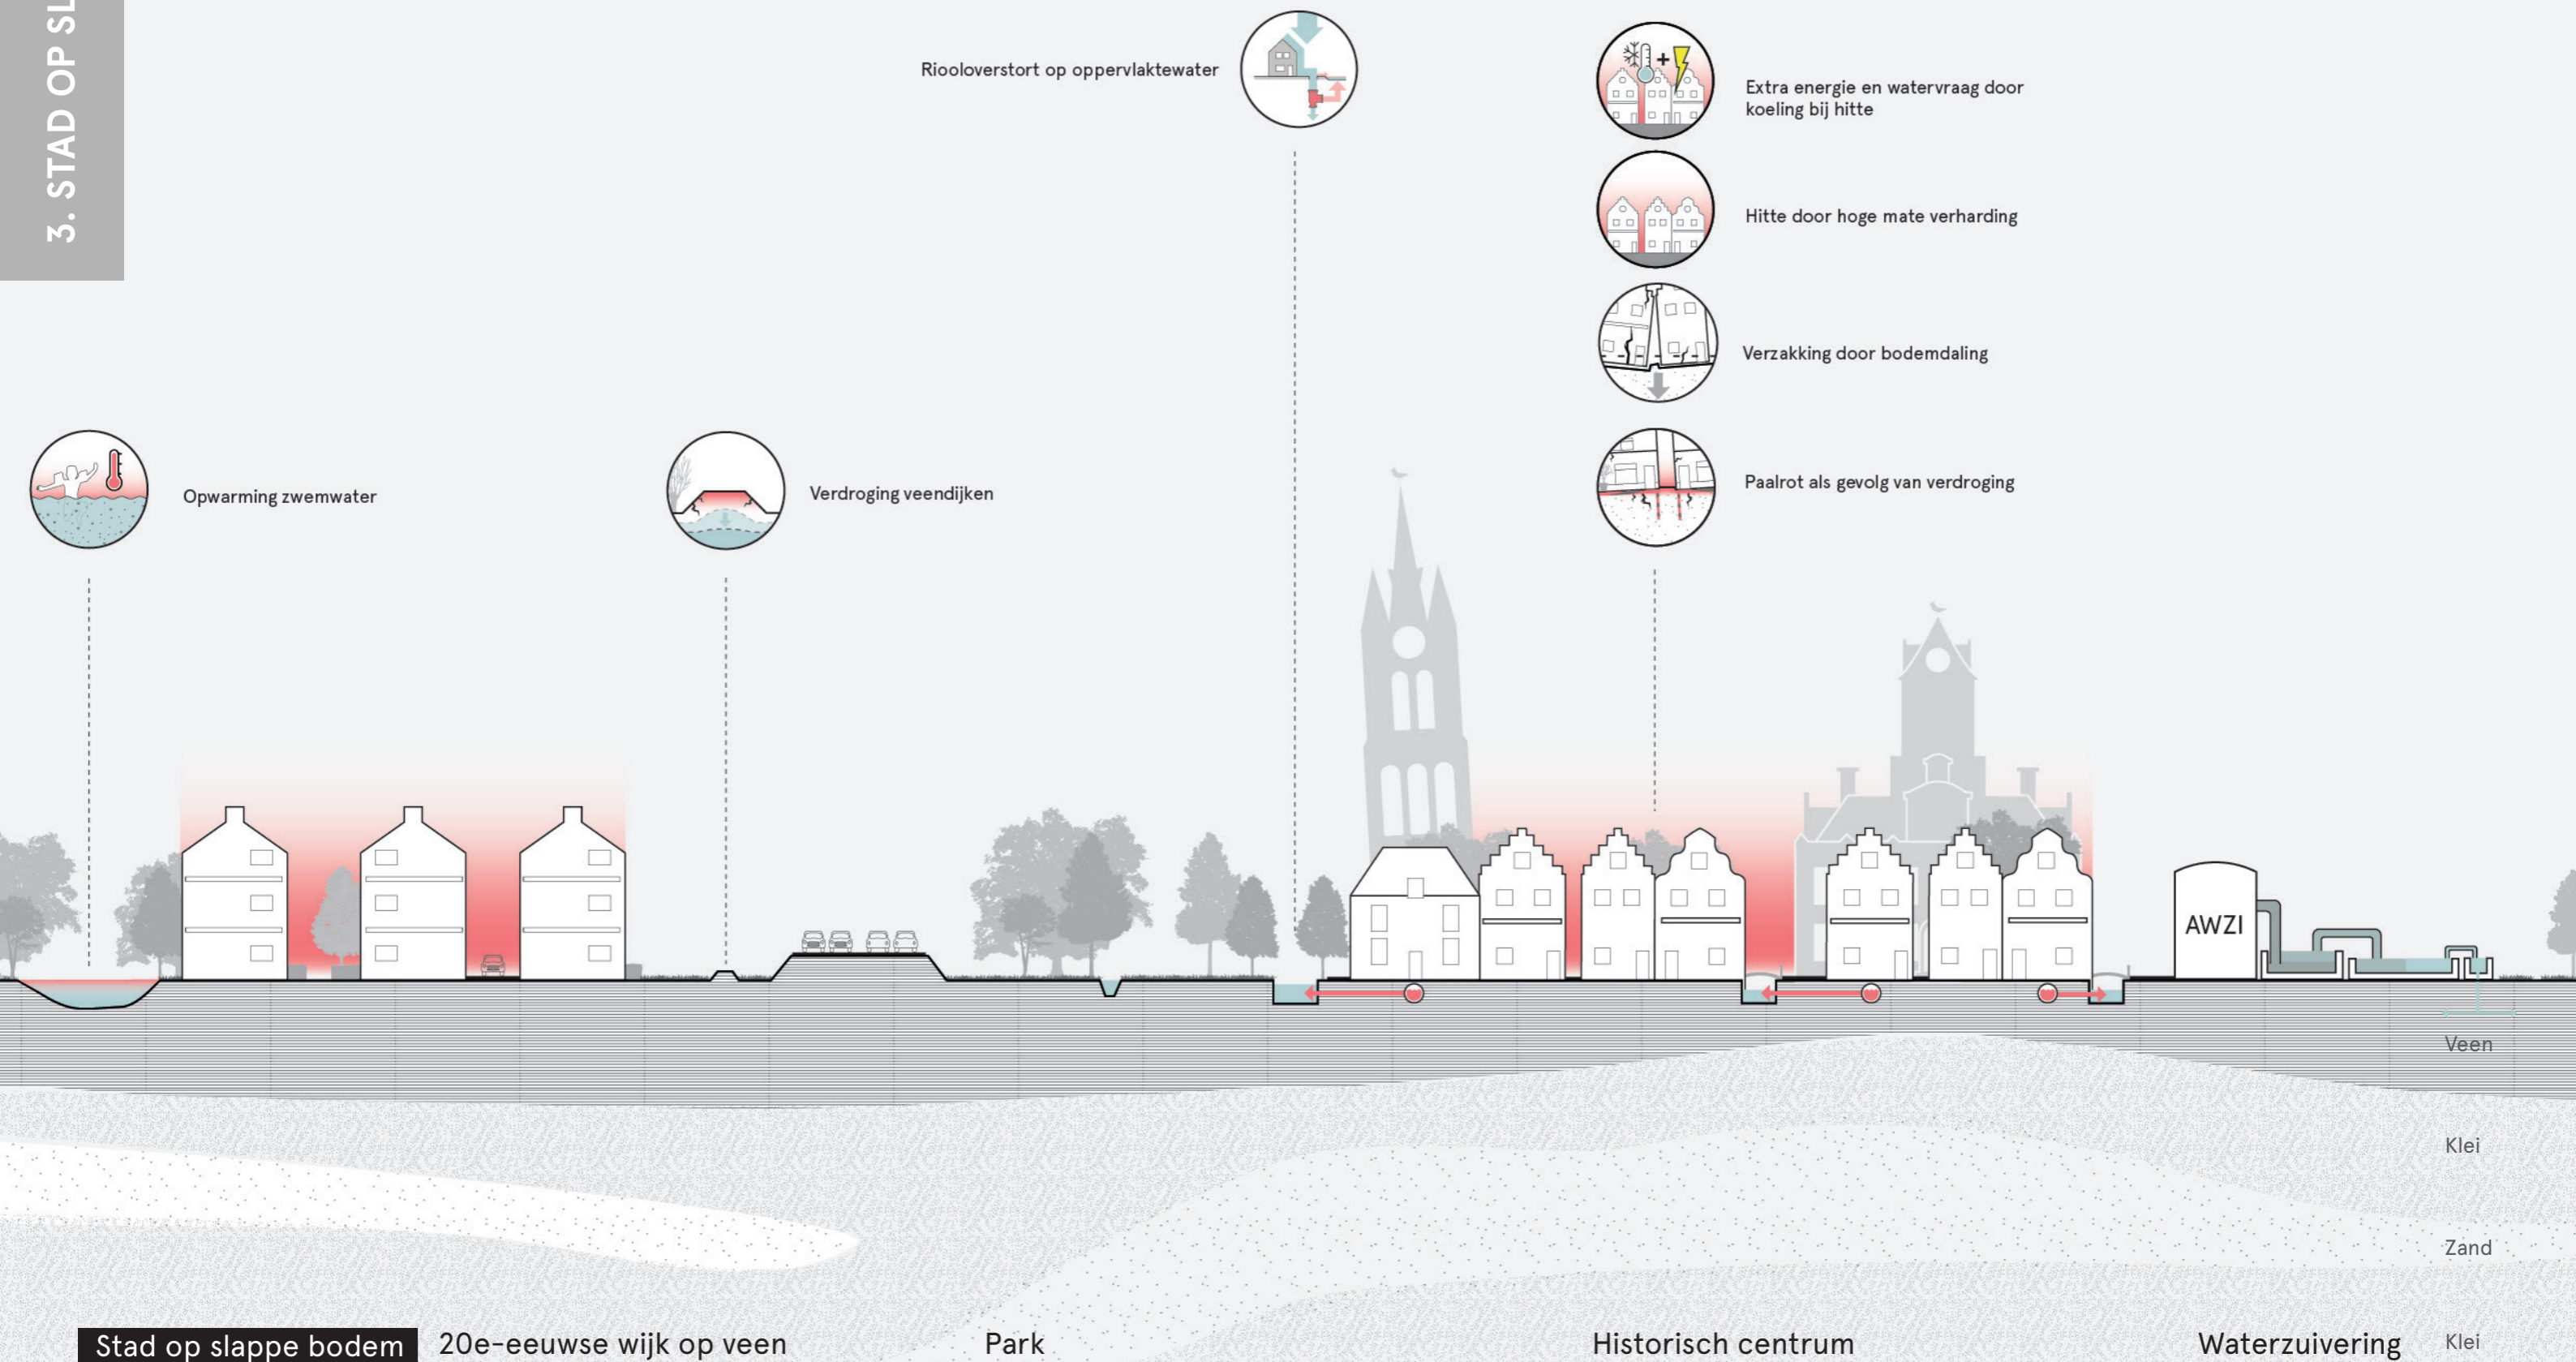 3. STAD OP SL
Riooloverstort op oppervlaktewater
Extra energie en watervraag door
koeling bij hitte
Hitte door hoge mate verharding
Verzakking door bodemdaling
Paalrot als gevolg van verdroging
Opwarming zwemwater
Verdroging veendijken
AWZI
Veen
Klei
Zand
Klei
Stad op slappe bodem
20e-eeuwse wijk op veen
Park
Historisch centrum
Waterzuivering